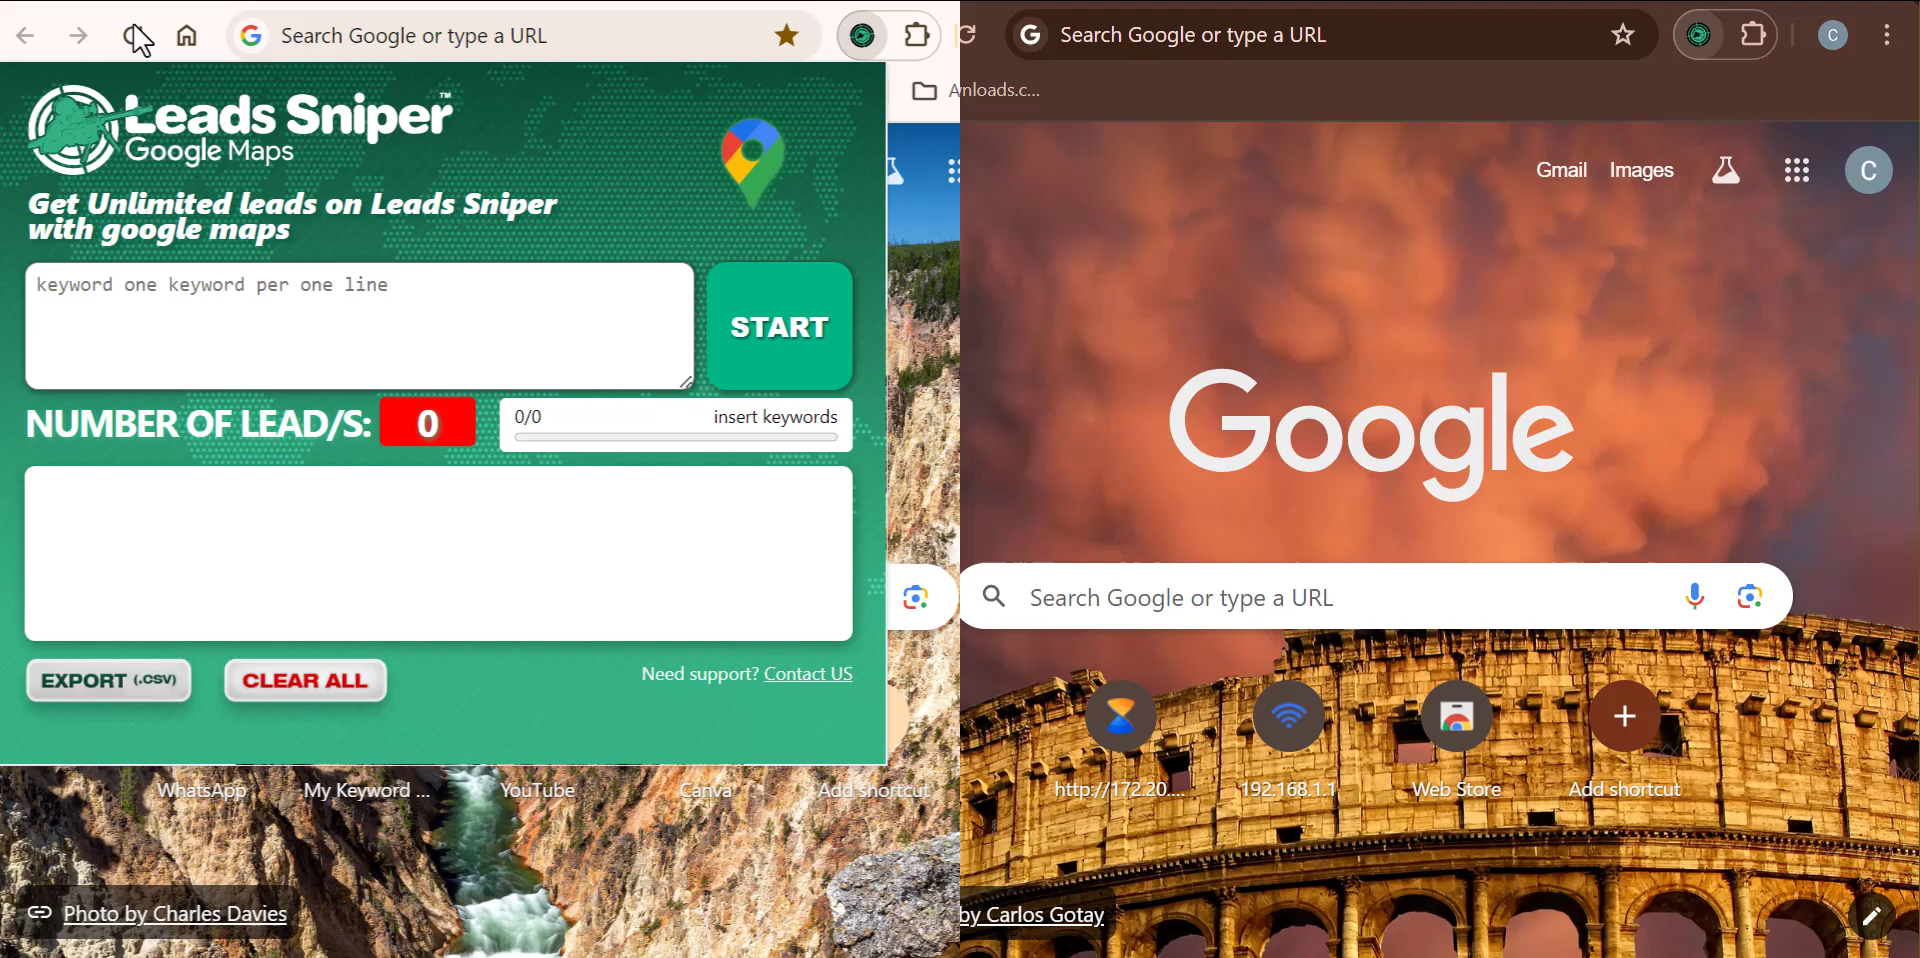 Search Google or type a URL
Leads Sniper™
Google Maps
Get Unlimited leads on Leads Sniper
with google maps
keyword one keyword per one line
START
NUMBER OF LEAD/S: 0
0/0 insert keywords
EXPORT (.CSV)
CLEAR ALL
Need support? Contact US
WhatsApp
My Keyword ...
YouTube
Canva
Add shortcut
Photo by Charles Davies
Search Google or type a URL
C
nloads.c...
Gmail
Images
C
Google
Search Google or type a URL
http://172.20....
192.168.1.1
Web Store
Add shortcut
by Carlos Gotay